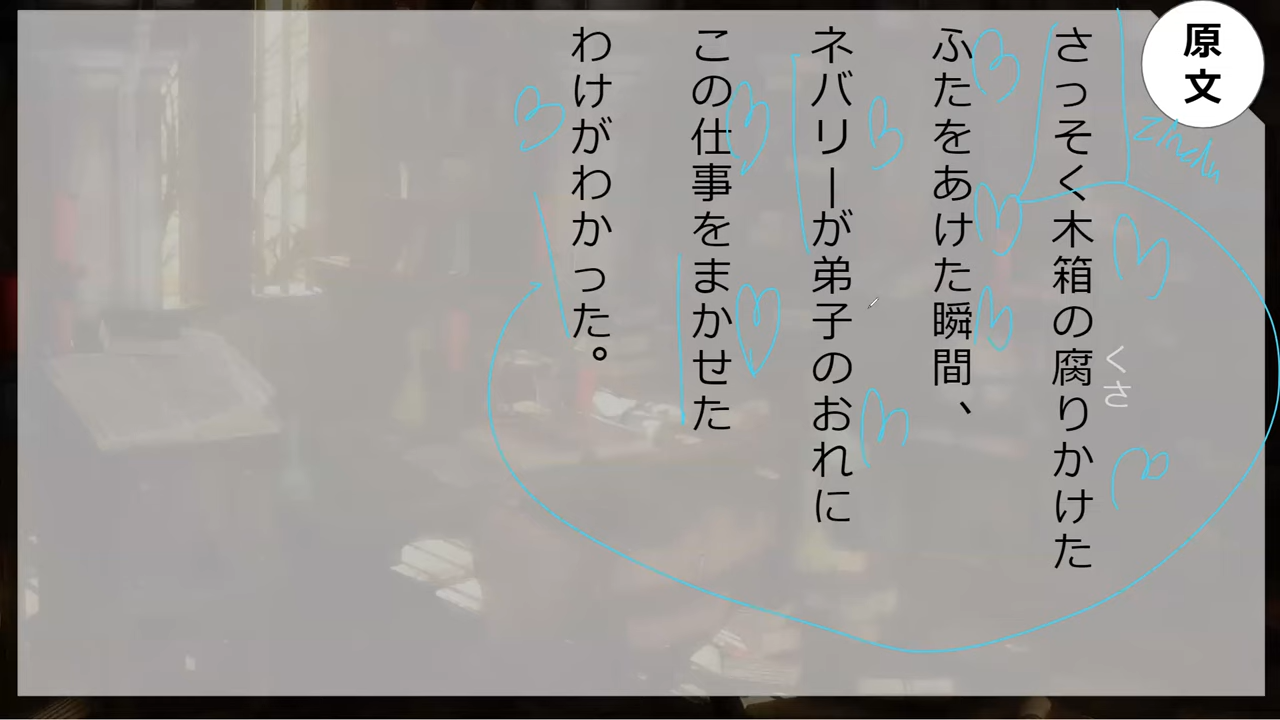 原文
さっそく木箱の腐りかけた
くさ
ふたをあけた瞬間、
ネバリーが弟子のおれに
この仕事をまかせた
わけがわかった。